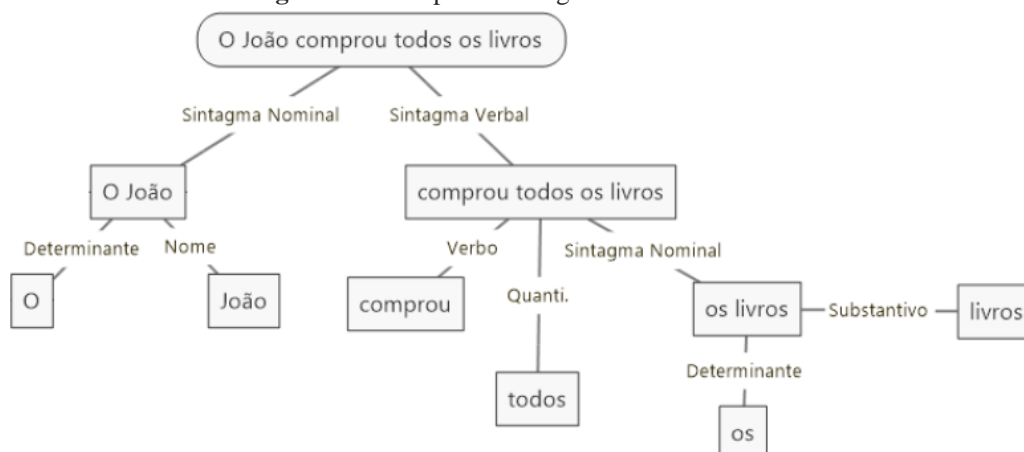 O João comprou todos os livros
Sintagma Nominal
Sintagma Verbal
O João
comprou todos os livros
Determinante
Nome
Verbo
Sintagma Nominal
O
João
comprou
Quanti.
os livros
Substantivo
livros
todos
Determinante
os